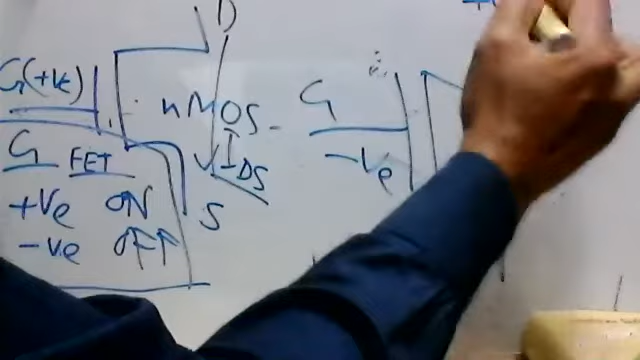 D
G(+Ve)
nMOS
G
-Ve
IDS
G FET
+Ve ON
-ve OFF
S